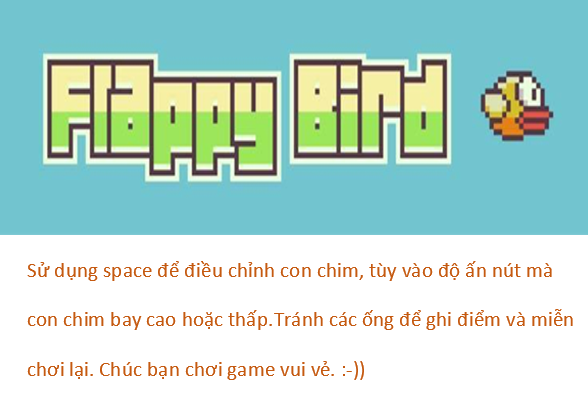 Flappy Bird
Sử dụng space để điều chỉnh con chim, tùy vào độ ấn nút mà
con chim bay cao hoặc thấp.Tránh các ống để ghi điểm và miễn
chơi lại. Chúc bạn chơi game vui vẻ. :-))